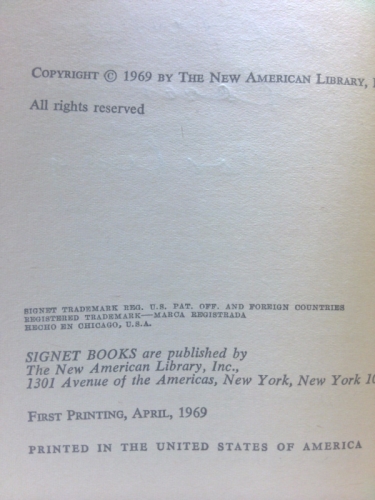 COPYRIGHT © 1969 BY THE NEW AMERICAN LIBRARY,
All rights reserved
SIGNET TRADEMARK REG. U.S. PAT. OFF. AND FOREIGN COUNTRIES
REGISTERED TRADEMARK—MARCA REGISTRADA
HECHO EN CHICAGO, U.S.A.
SIGNET BOOKS are published by
The New American Library, Inc.,
1301 Avenue of the Americas, New York, New York
FIRST PRINTING, APRIL, 1969
PRINTED IN THE UNITED STATES OF AMERICA